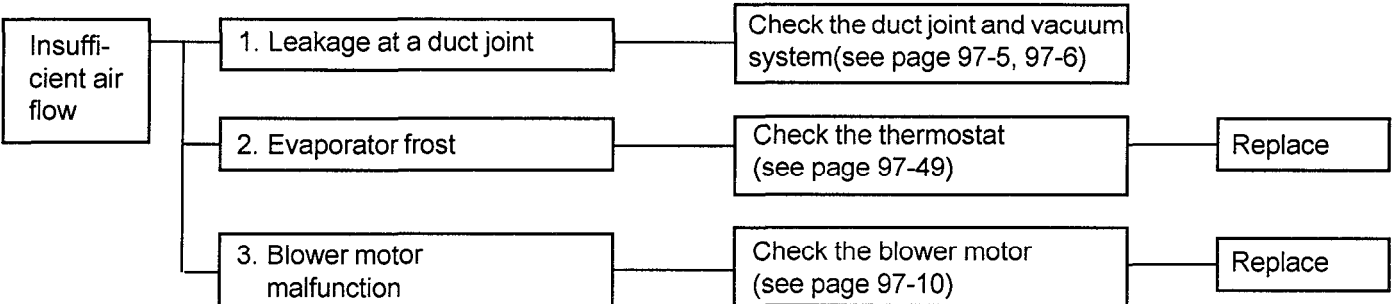 Insuffi-
cient air
flow
1. Leakage at a duct joint
Check the duct joint and vacuum
system(see page 97-5, 97-6)
2. Evaporator frost
Check the thermostat
(see page 97-49)
Replace
3. Blower motor
malfunction
Check the blower motor
(see page 97-10)
Replace